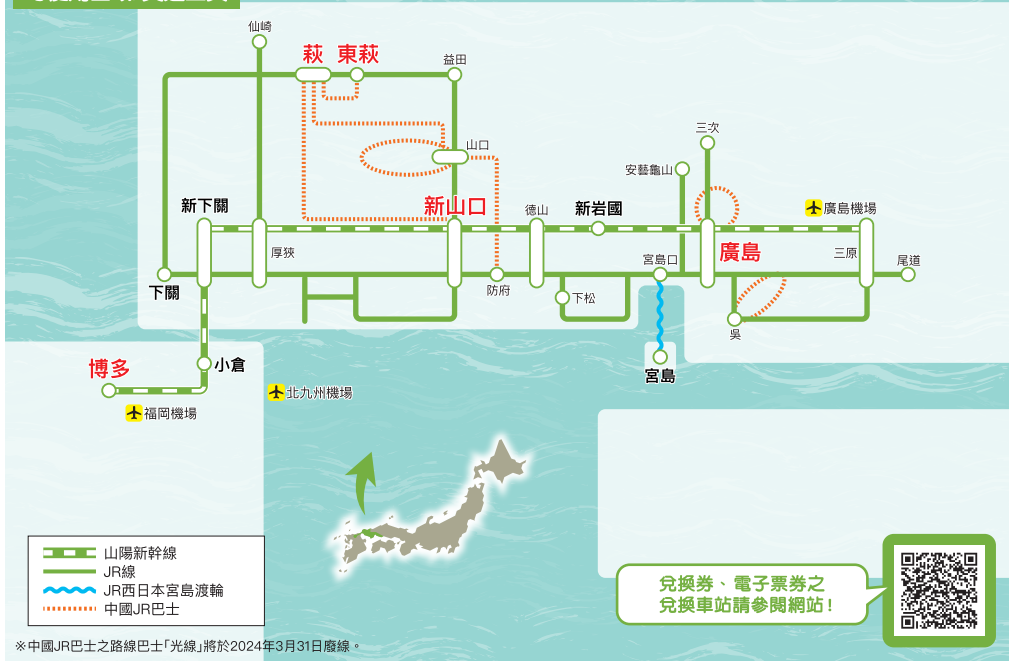 仙崎
萩 東萩
益田
山口
三次
安藝龜山
新下關
新山口
德山
新岩國
廣島機場
厚狹
廣島
三原
宮島口
尾道
下關
防府
下松
吳
博多
小倉
宮島
北九州機場
福岡機場
山陽新幹線
JR線
JR西日本宮島渡輪
中國JR巴士
兌換券、電子票券之
兌換車站請參閱網站!
※中國JR巴士之路線巴士「光線」將於2024年3月31日廢線。